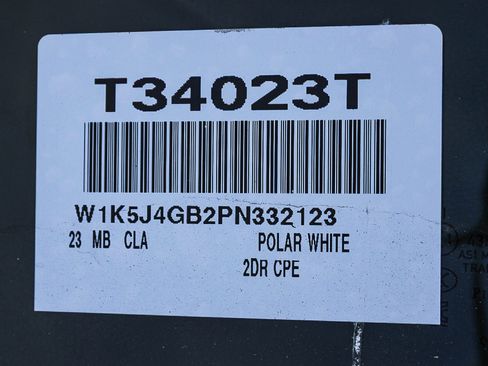 T34023T
W1K5J4GB2PN332123
23 MB CLA POLAR WHITE
2DR CPE